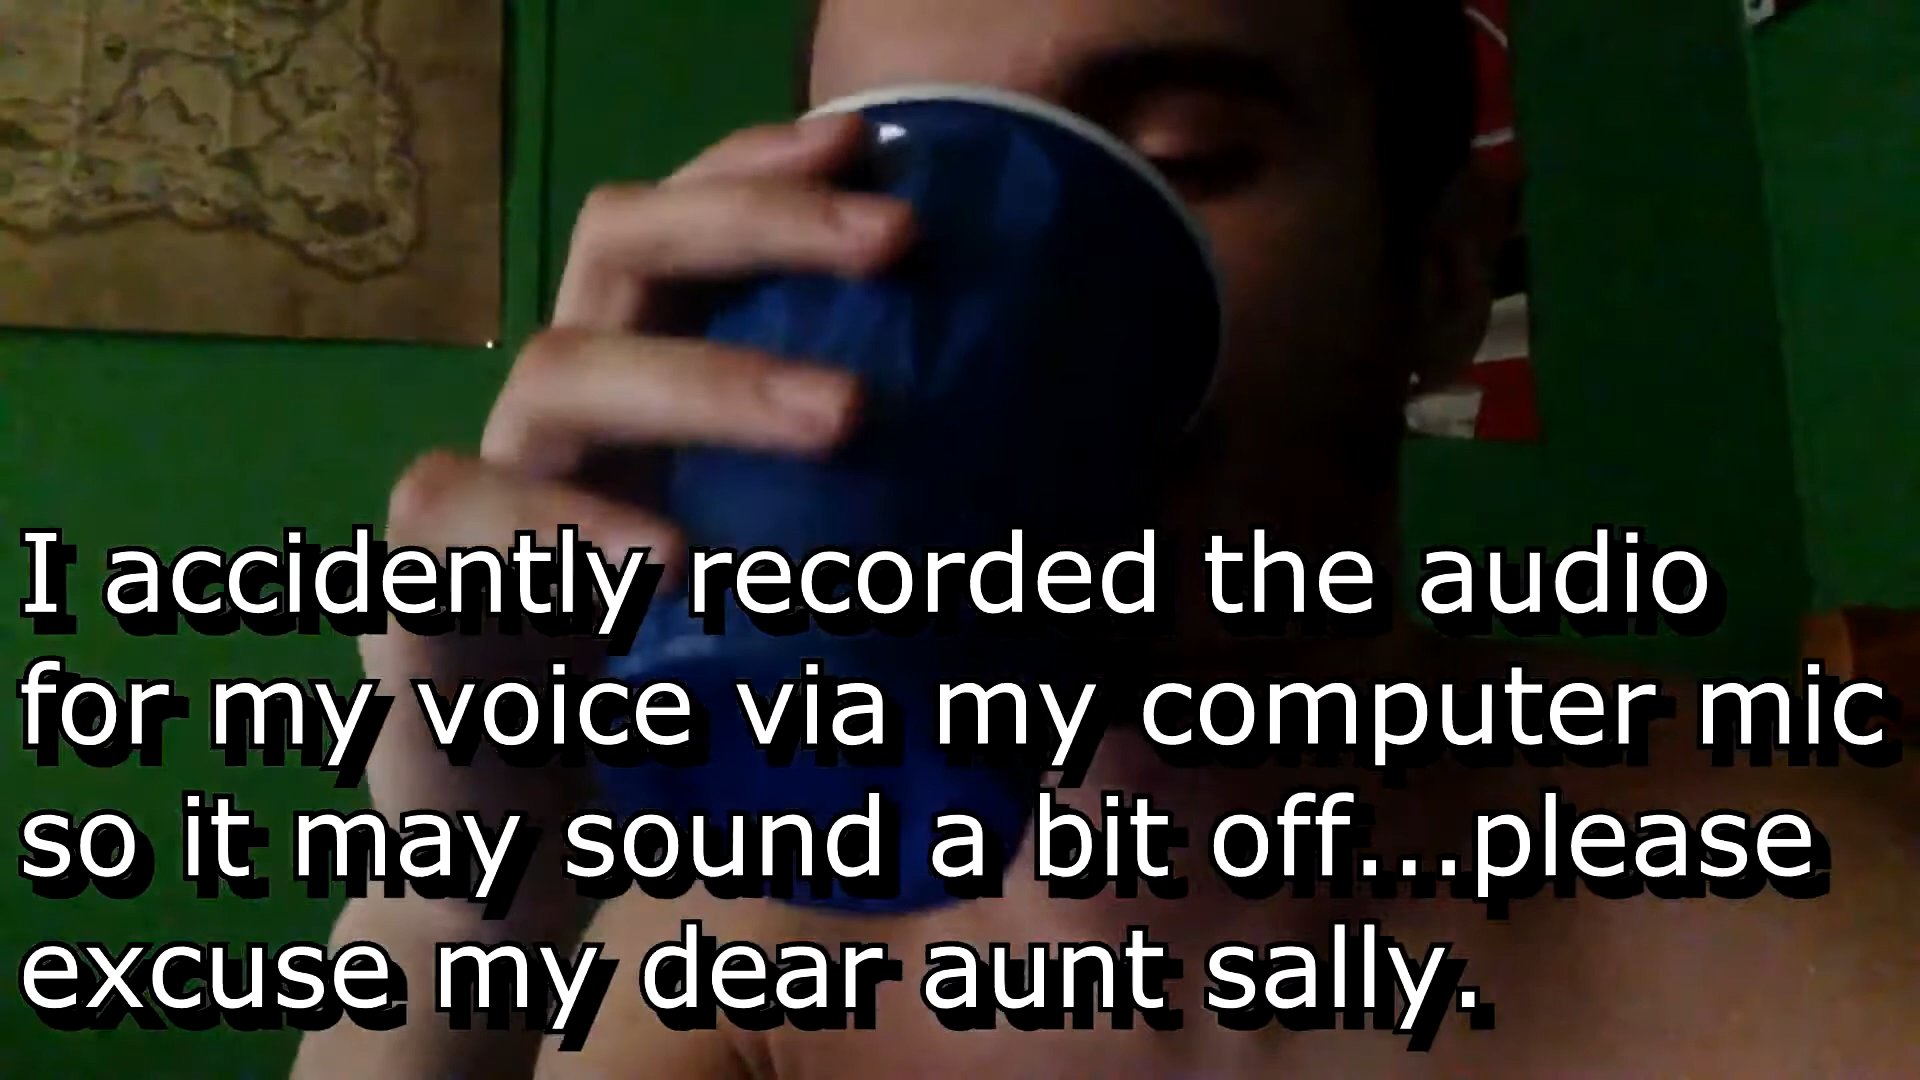 I accidently recorded the audio
for my voice via my computer mic
so it may sound a bit off...please
excuse my dear aunt sally.